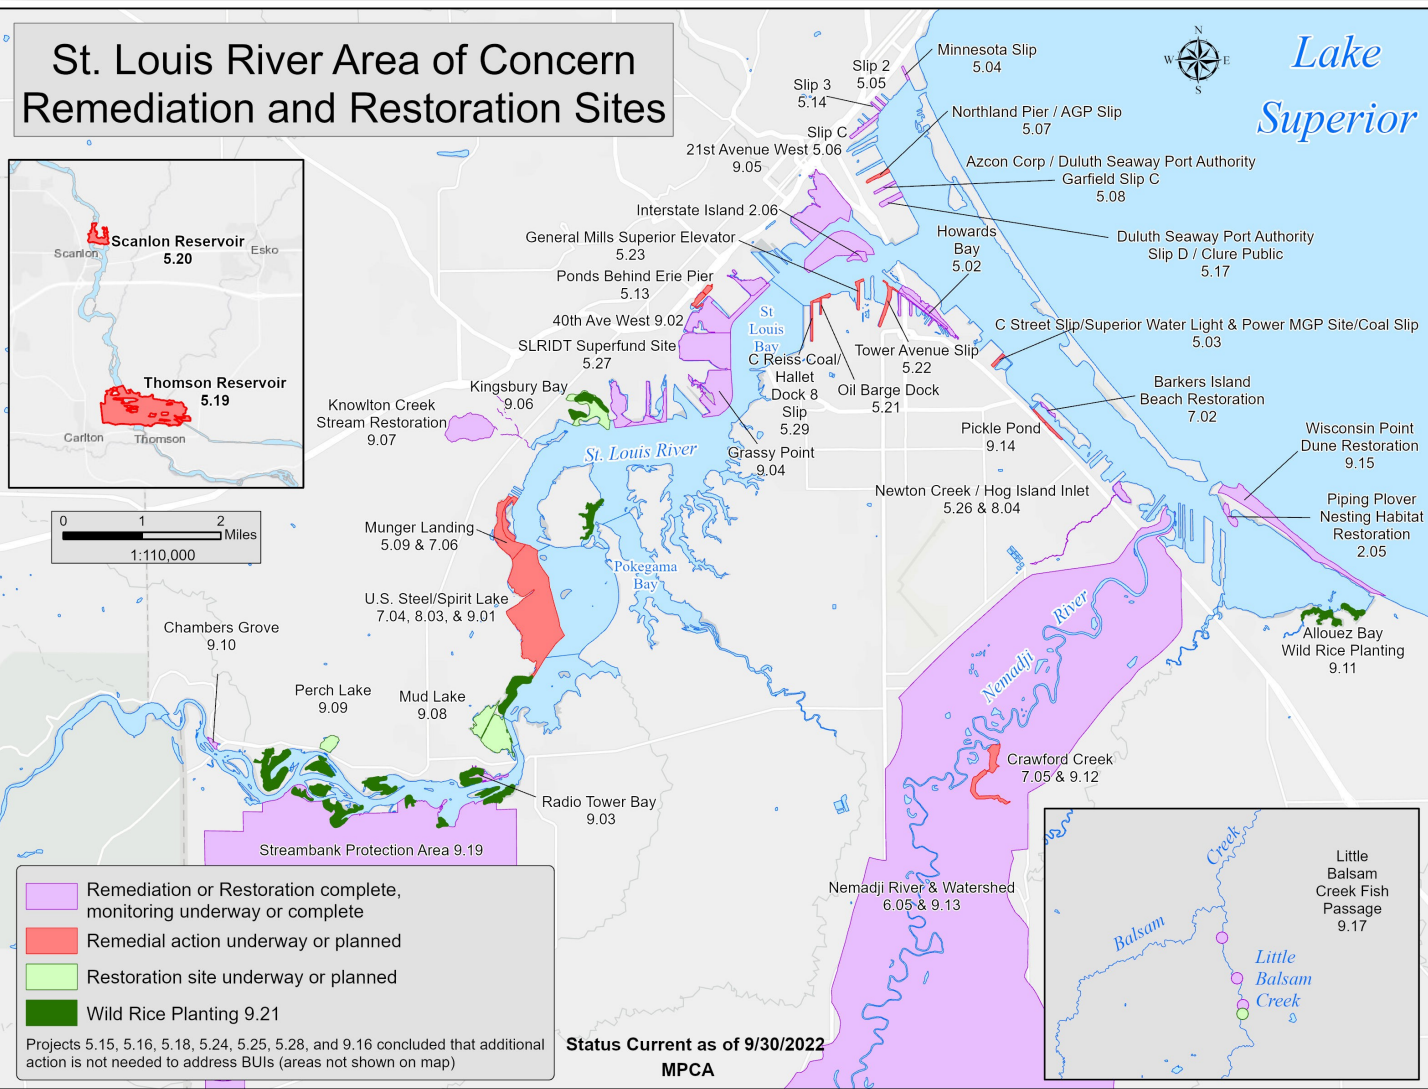 St. Louis River Area of Concern
Remediation and Restoration Sites
Lake
Superior
N
W
E
S
Minnesota Slip
5.04
Slip 2
5.05
Slip 3
5.14
Northland Pier / AGP Slip
5.07
Slip C
5.06
21st Avenue West
9.05
Azcon Corp / Duluth Seaway Port Authority
Garfield Slip C
5.08
Interstate Island 2.06
General Mills Superior Elevator
5.23
Howards
Bay
5.02
Duluth Seaway Port Authority
Slip D / Clure Public
5.17
Ponds Behind Erie Pier
5.13
40th Ave West 9.02
SLRIDT Superfund Site
5.27
St
Louis
Bay
C Street Slip/Superior Water Light & Power MGP Site/Coal Slip
5.03
Tower Avenue Slip
5.22
C Reiss Coal/
Hallet
Dock 8
Slip
5.29
Oil Barge Dock
5.21
Kingsbury Bay
9.06
Knowlton Creek
Stream Restoration
9.07
Barkers Island
Beach Restoration
7.02
Pickle Pond
9.14
Wisconsin Point
Dune Restoration
9.15
St. Louis River
Grassy Point
9.04
Newton Creek / Hog Island Inlet
5.26 & 8.04
Piping Plover
Nesting Habitat
Restoration
2.05
Munger Landing
5.09 & 7.06
Pokegama
Bay
U.S. Steel/Spirit Lake
7.04, 8.03, & 9.01
Nemadji
River
Allouez Bay
Wild Rice Planting
9.11
Chambers Grove
9.10
Perch Lake
9.09
Mud Lake
9.08
Crawford Creek
7.05 & 9.12
Radio Tower Bay
9.03
Streambank Protection Area 9.19
Nemadji River & Watershed
6.05 & 9.13
Scanlon Reservoir
5.20
Scanlon
Esko
Thomson Reservoir
5.19
Carlton
Thomson
0 1 2
Miles
1:110,000
Remediation or Restoration complete,
monitoring underway or complete
Remedial action underway or planned
Restoration site underway or planned
Wild Rice Planting 9.21
Projects 5.15, 5.16, 5.18, 5.24, 5.25, 5.28, and 9.16 concluded that additional
action is not needed to address BUIs (areas not shown on map)
Status Current as of 9/30/2022
MPCA
Little
Balsam
Creek Fish
Passage
9.17
Balsam
Creek
Little
Balsam
Creek